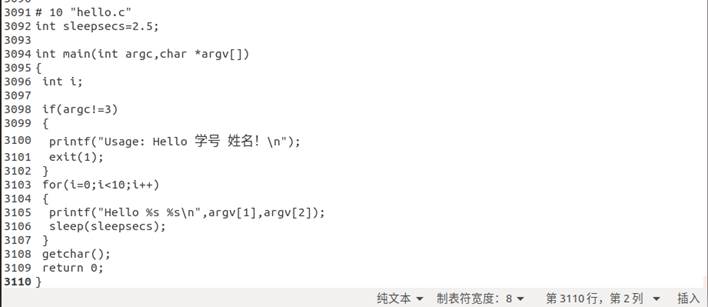 3090
3091 # 10 "hello.c"
3092 int sleepsecs=2.5;
3093
3094 int main(int argc,char *argv[])
3095 {
3096  int i;
3097
3098  if(argc!=3)
3099  {
3100   printf("Usage: Hello 学号 姓名！\n");
3101   exit(1);
3102  }
3103  for(i=0;i<10;i++)
3104  {
3105   printf("Hello %s %s\n",argv[1],argv[2]);
3106   sleep(sleepsecs);
3107  }
3108  getchar();
3109  return 0;
3110 }
纯文本 制表符宽度：8 第 3110 行，第 2 列 插入